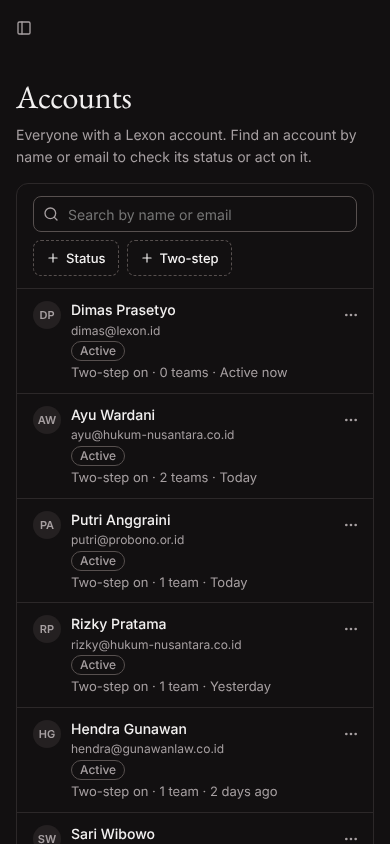 Accounts
Everyone with a Lexon account. Find an account by
name or email to check its status or act on it.
Search by name or email
+ Status
+ Two-step
DP
Dimas Prasetyo
dimas@lexon.id
Active
Two-step on · 0 teams · Active now
AW
Ayu Wardani
ayu@hukum-nusantara.co.id
Active
Two-step on · 2 teams · Today
PA
Putri Anggraini
putri@probono.or.id
Active
Two-step on · 1 team · Today
RP
Rizky Pratama
rizky@hukum-nusantara.co.id
Active
Two-step on · 1 team · Yesterday
HG
Hendra Gunawan
hendra@gunawanlaw.co.id
Active
Two-step on · 1 team · 2 days ago
SW
Sari Wibowo